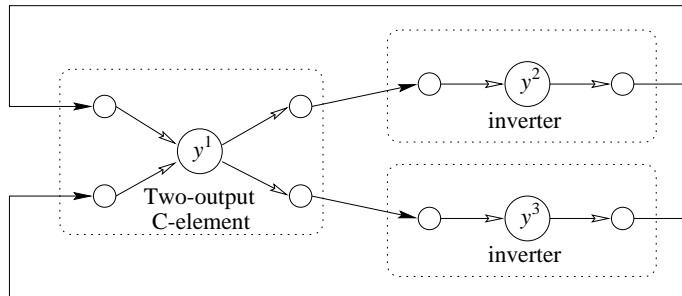 y²
inverter
y¹
Two-output
C-element
y³
inverter